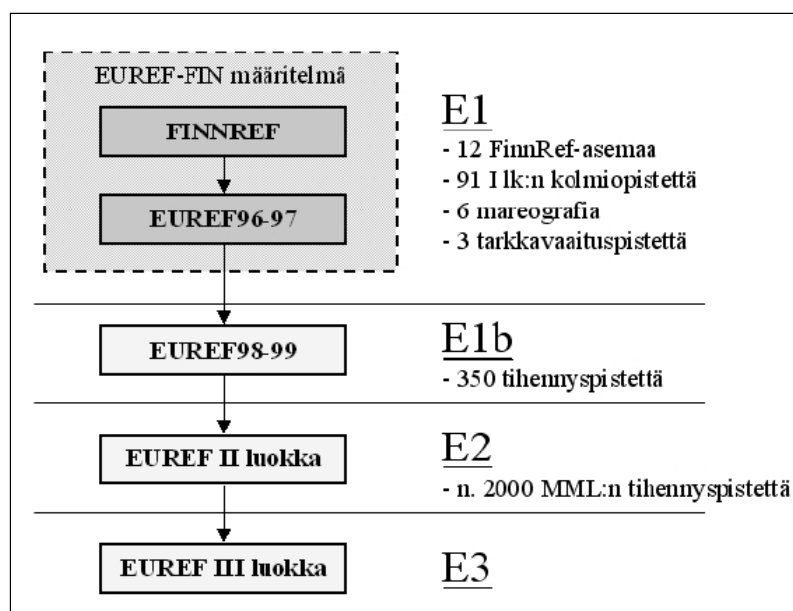 EUREF-FIN määritelmä
FINNREF
EUREF96-97
E1
- 12 FinnRef-asemaa
- 91 I lk:n kolmiopistettä
- 6 mareografia
- 3 tarkkavaaituspistettä
EUREF98-99
E1b
- 350 tihennyspistettä
EUREF II luokka
E2
- n. 2000 MML:n tihennyspistettä
EUREF III luokka
E3